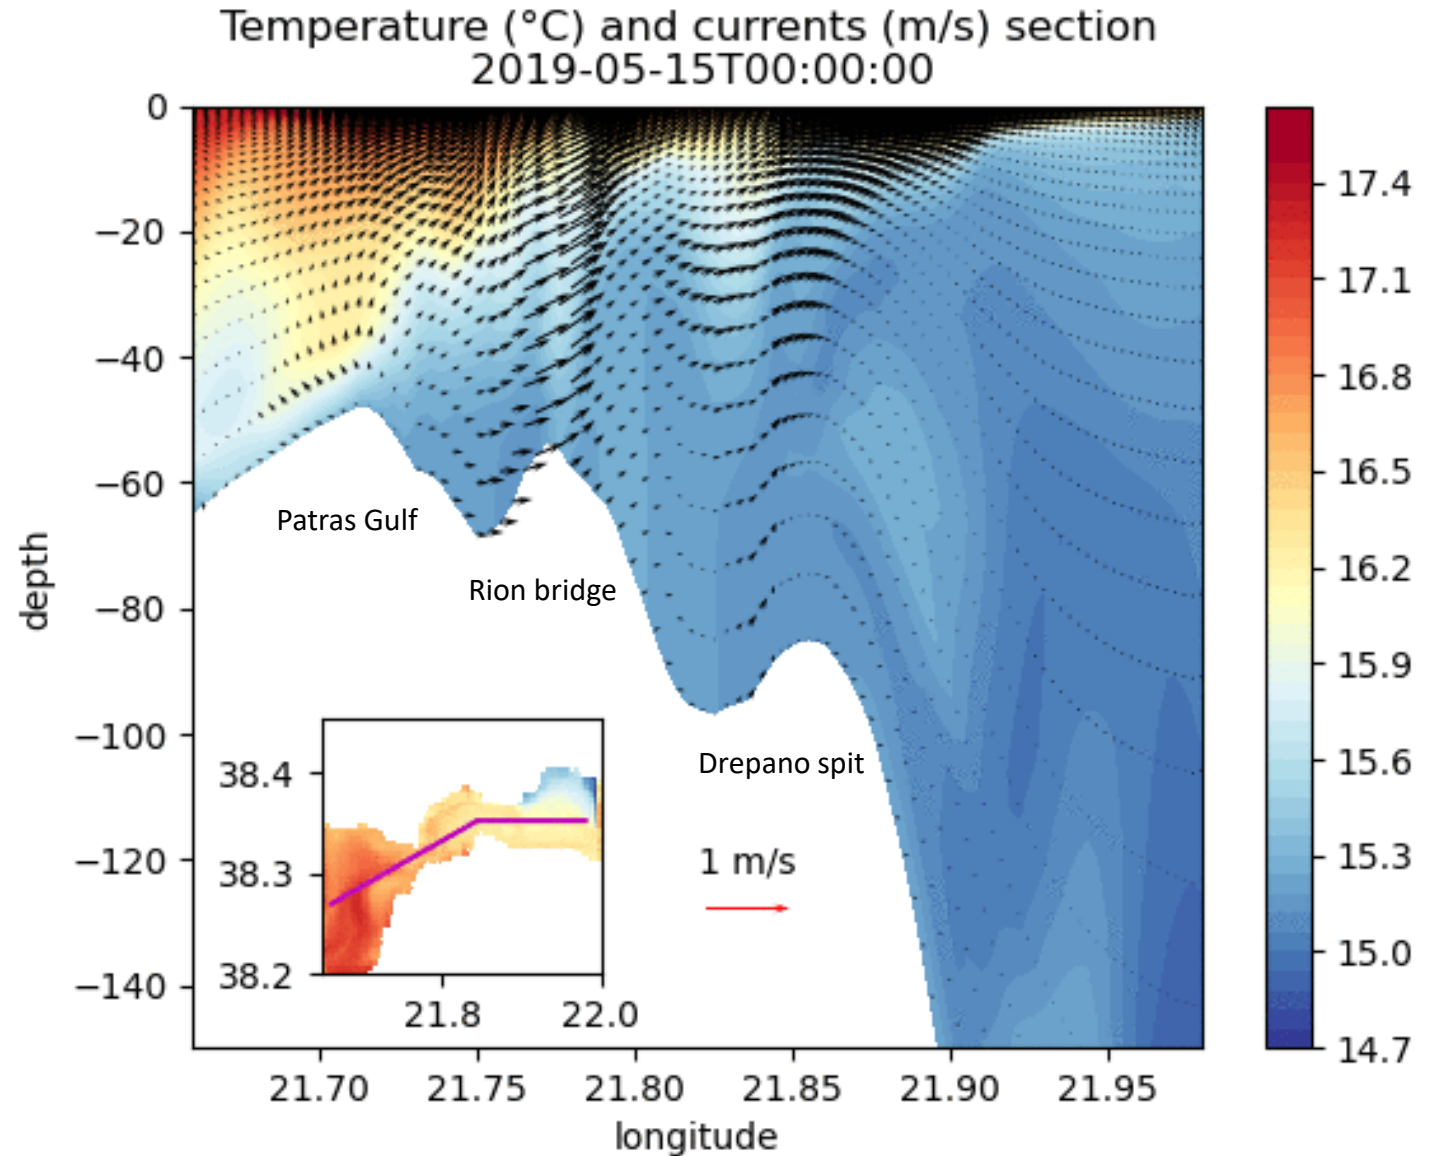 Temperature (°C) and currents (m/s) section
2019-05-15T00:00:00
0
−20
−40
−60
−80
−100
−120
−140
depth
Patras Gulf
Rion bridge
Drepano spit
1 m/s
38.4
38.3
38.2
21.8 22.0
21.70 21.75 21.80 21.85 21.90 21.95
longitude
17.4
17.1
16.8
16.5
16.2
15.9
15.6
15.3
15.0
14.7